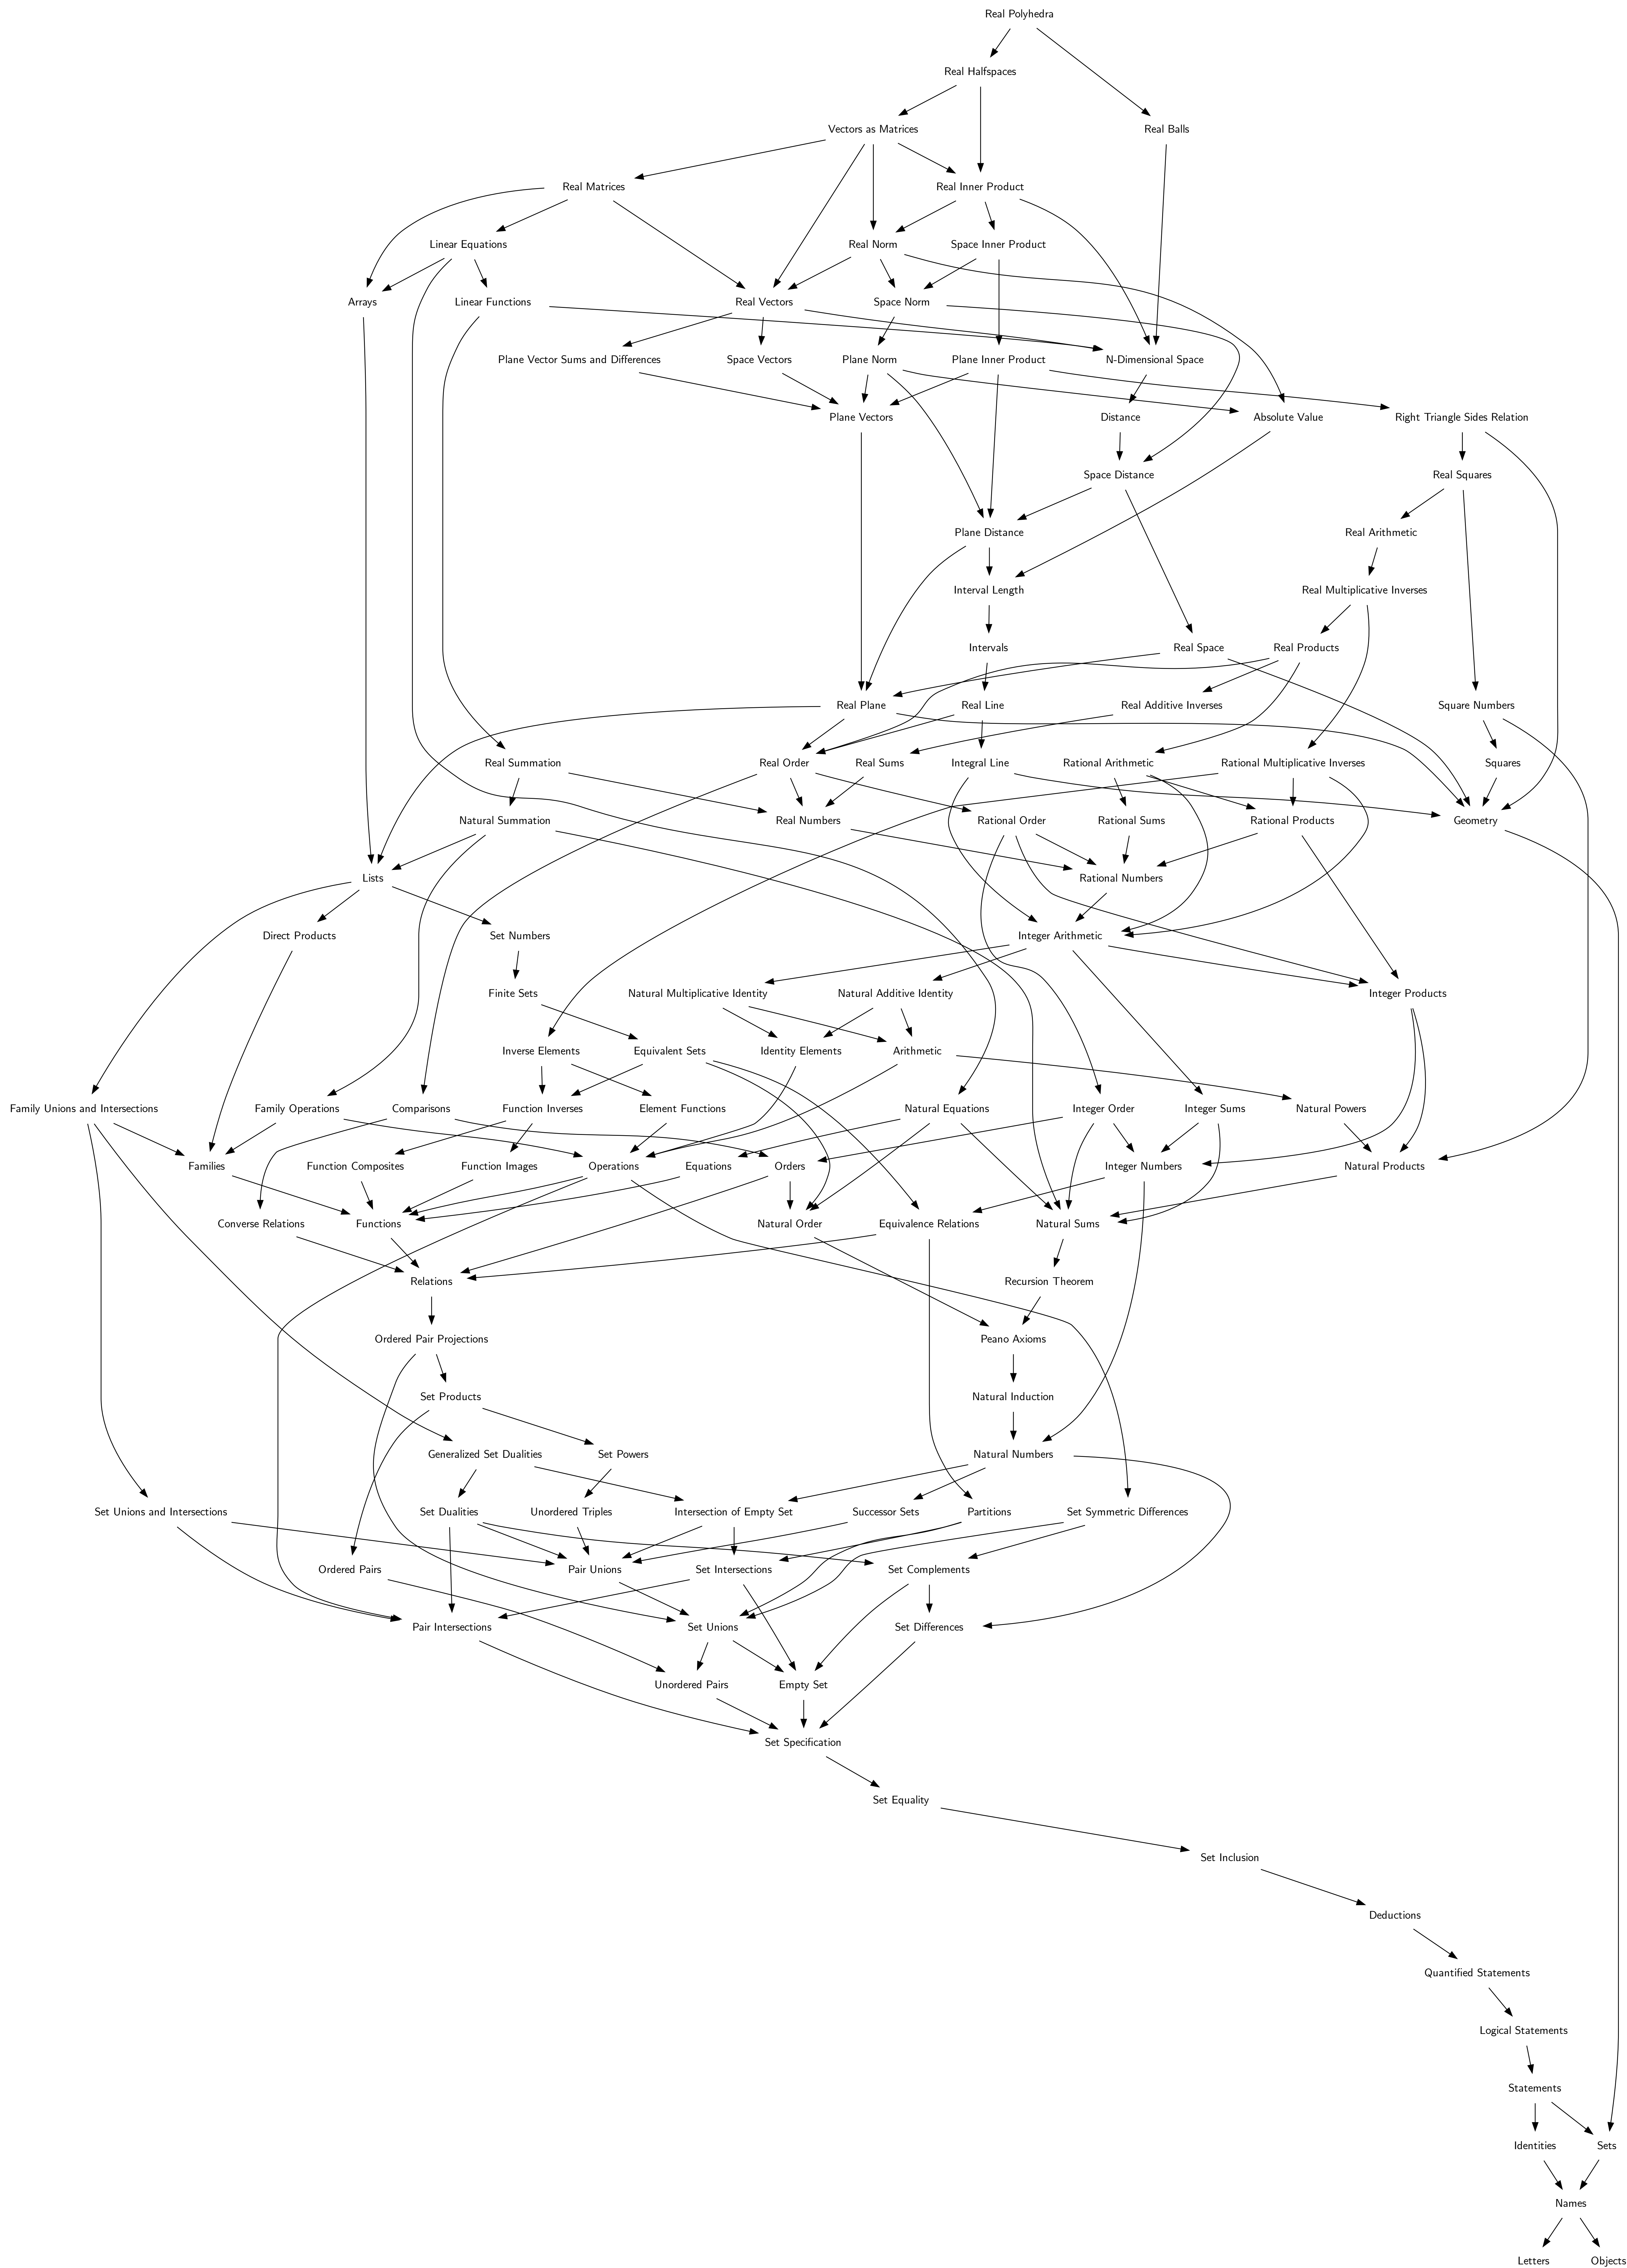 Real Polyhedra
Real Halfspaces
Vectors as Matrices
Real Balls
Real Matrices
Real Inner Product
Linear Equations
Real Norm
Space Inner Product
Arrays
Linear Functions
Real Vectors
Space Norm
Plane Vector Sums and Differences
Space Vectors
Plane Norm
Plane Inner Product
N-Dimensional Space
Plane Vectors
Distance
Absolute Value
Right Triangle Sides Relation
Space Distance
Real Squares
Plane Distance
Real Arithmetic
Interval Length
Real Multiplicative Inverses
Intervals
Real Space
Real Products
Real Plane
Real Line
Real Additive Inverses
Square Numbers
Real Summation
Real Order
Real Sums
Integral Line
Rational Arithmetic
Rational Multiplicative Inverses
Squares
Natural Summation
Real Numbers
Rational Order
Rational Sums
Rational Products
Geometry
Lists
Rational Numbers
Direct Products
Set Numbers
Integer Arithmetic
Finite Sets
Natural Multiplicative Identity
Natural Additive Identity
Integer Products
Inverse Elements
Equivalent Sets
Identity Elements
Arithmetic
Family Unions and Intersections
Family Operations
Comparisons
Function Inverses
Element Functions
Natural Equations
Integer Order
Integer Sums
Natural Powers
Families
Function Composites
Function Images
Operations
Equations
Orders
Integer Numbers
Natural Products
Converse Relations
Functions
Natural Order
Equivalence Relations
Natural Sums
Relations
Recursion Theorem
Ordered Pair Projections
Peano Axioms
Set Products
Natural Induction
Generalized Set Dualities
Set Powers
Natural Numbers
Set Unions and Intersections
Set Dualities
Unordered Triples
Intersection of Empty Set
Successor Sets
Partitions
Set Symmetric Differences
Ordered Pairs
Pair Unions
Set Intersections
Set Complements
Pair Intersections
Set Unions
Set Differences
Unordered Pairs
Empty Set
Set Specification
Set Equality
Set Inclusion
Deductions
Quantified Statements
Logical Statements
Statements
Identities
Sets
Names
Letters
Objects